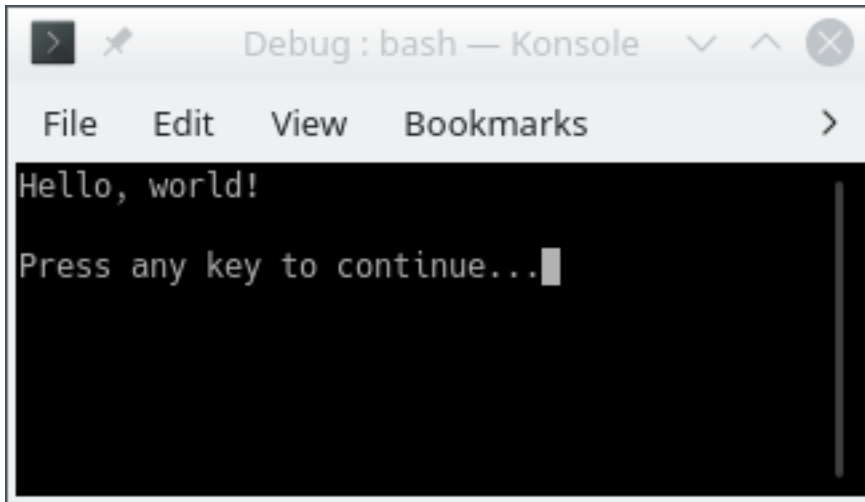 Debug : bash — Konsole
File Edit View Bookmarks
Hello, world!
Press any key to continue...